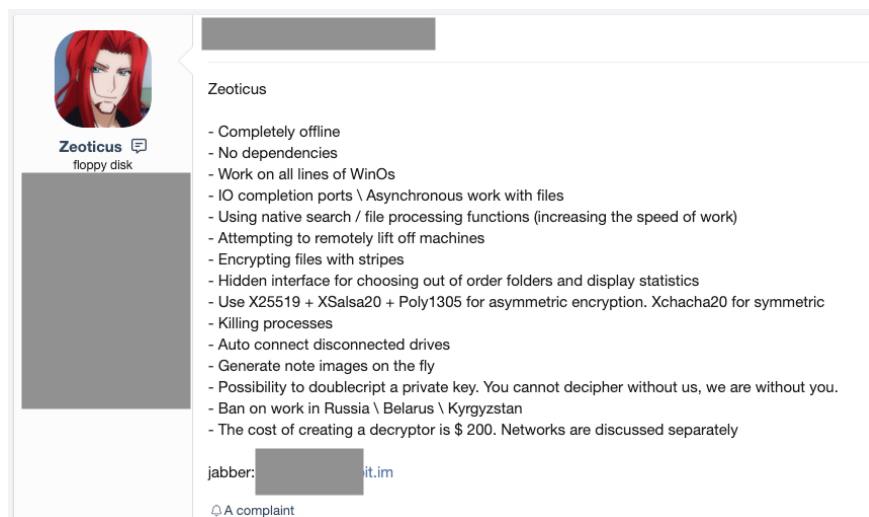 Zeoticus
floppy disk
Zeoticus
- Completely offline
- No dependencies
- Work on all lines of WinOs
- IO completion ports \ Asynchronous work with files
- Using native search / file processing functions (increasing the speed of work)
- Attempting to remotely lift off machines
- Encrypting files with stripes
- Hidden interface for choosing out of order folders and display statistics
- Use X25519 + XSalsa20 + Poly1305 for asymmetric encryption. Xchacha20 for symmetric
- Killing processes
- Auto connect disconnected drives
- Generate note images on the fly
- Possibility to doublecript a private key. You cannot decipher without us, we are without you.
- Ban on work in Russia \ Belarus \ Kyrgyzstan
- The cost of creating a decryptor is $ 200. Networks are discussed separately
jabber: it.im
A complaint